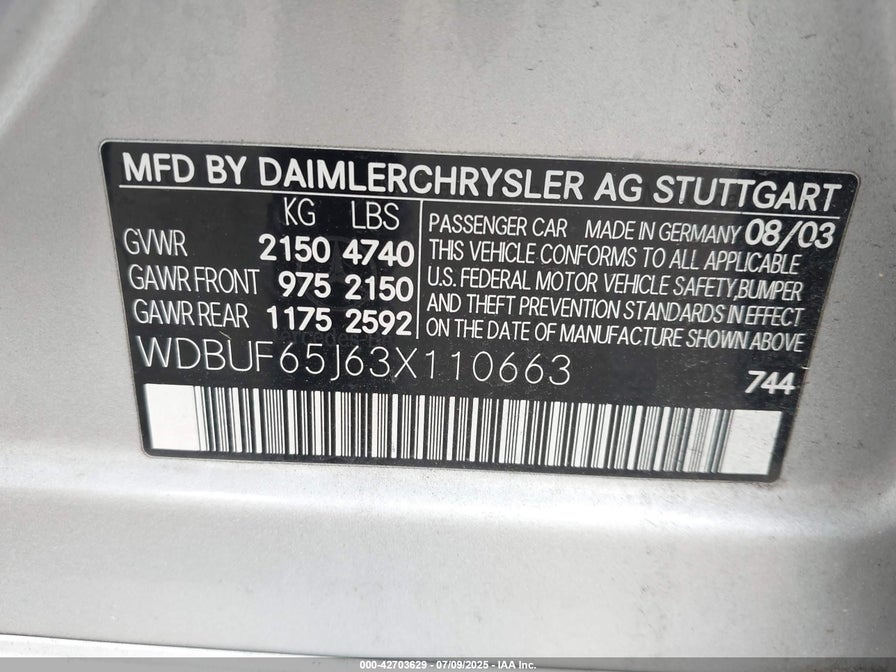 MFD BY DAIMLERCHRYSLER AG STUTTGART
KG LBS
GVWR 2150 4740
GAWR FRONT 975 2150
GAWR REAR 1175 2592
PASSENGER CAR MADE IN GERMANY 08/03
THIS VEHICLE CONFORMS TO ALL APPLICABLE
U.S. FEDERAL MOTOR VEHICLE SAFETY,BUMPER
AND THEFT PREVENTION STANDARDS IN EFFECT
ON THE DATE OF MANUFACTURE SHOWN ABOVE
WDBUF65J63X110663
744
000-42703629 - 07/09/2025 - IAA Inc.